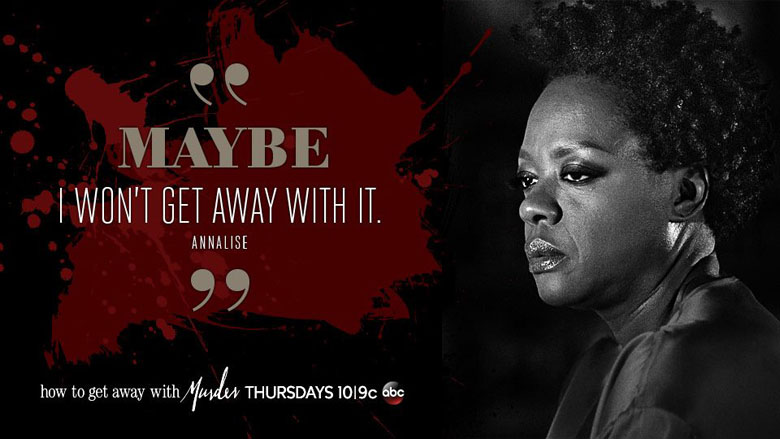 “
MAYBE
I WON'T GET AWAY WITH IT.
ANNALISE
”
how to get away with Murder THURSDAYS 10|9c abc